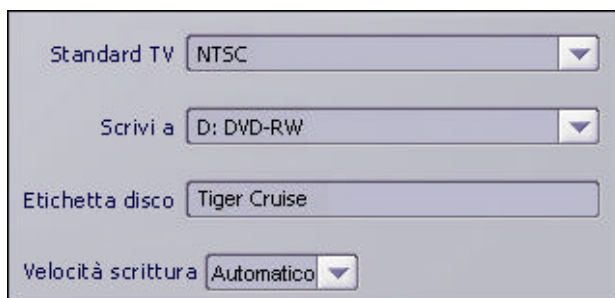 Standard TV NTSC
Scrivi a D: DVD-RW
Etichetta disco Tiger Cruise
Velocità scrittura Automatico